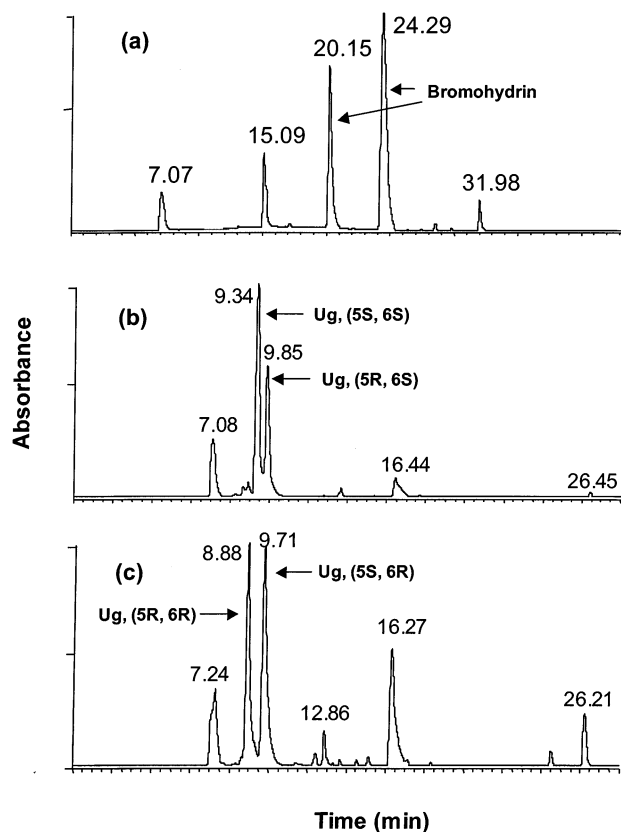 (a)
24.29
20.15
Bromohydrin
15.09
7.07
31.98
(b)
9.34
Ug, (5S, 6S)
9.85
Ug, (5R, 6S)
7.08
16.44
26.45
Absorbance
(c)
8.88
9.71
Ug, (5S, 6R)
Ug, (5R, 6R)
7.24
16.27
12.86
26.21
Time (min)